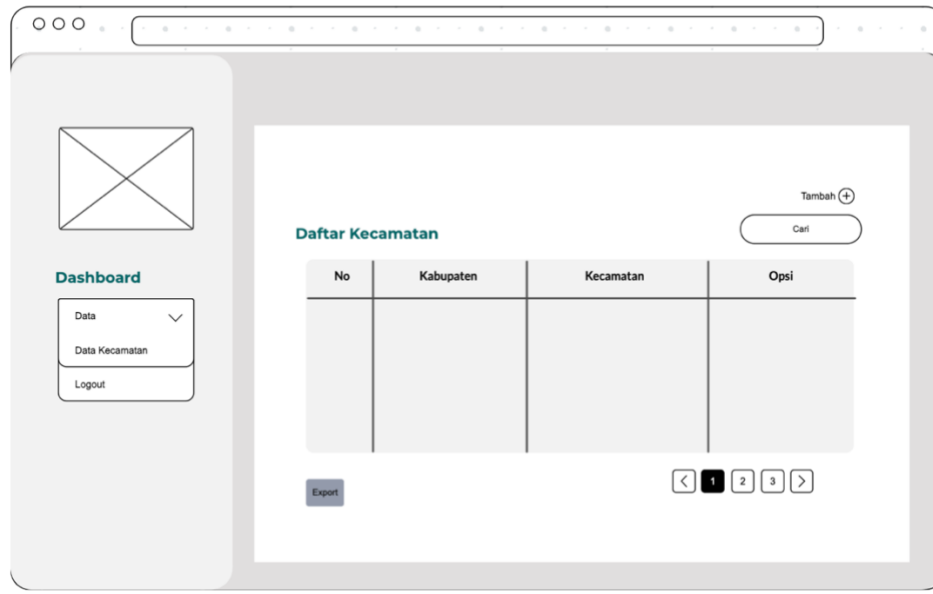 Dashboard
Data
Data Kecamatan
Logout
Tambah
Daftar Kecamatan
Cari
No Kabupaten Kecamatan Opsi
Export
1 2 3